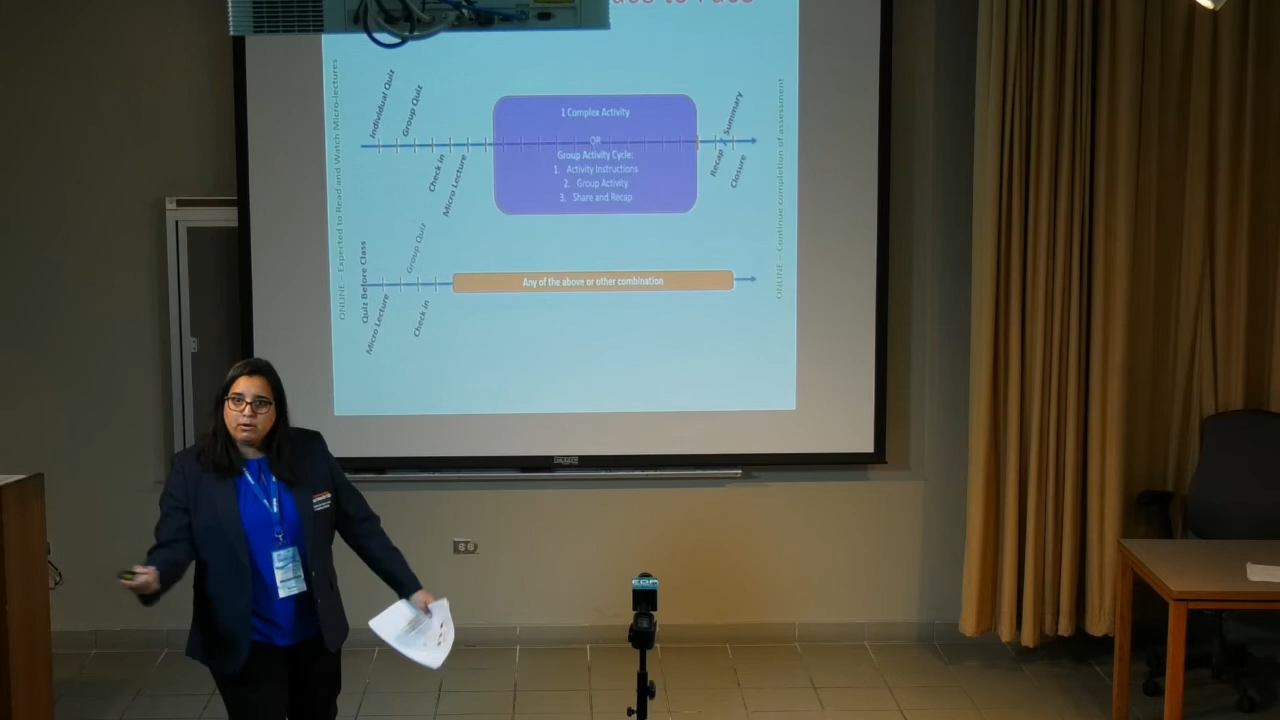 to Face
ONLINE – Expected to Read and Watch Micro-lectures
Individual Quiz
Group Quiz
Check in
Micro Lecture
1 Complex Activity
OR
Group Activity Cycle:
1. Activity Instructions
2. Group Activity
3. Share and Recap
Recap / Summary
Closure
ONLINE – Continue completion of assessment
Quiz Before Class
Micro Lecture
Group Quiz
Check in
Any of the above or other combination